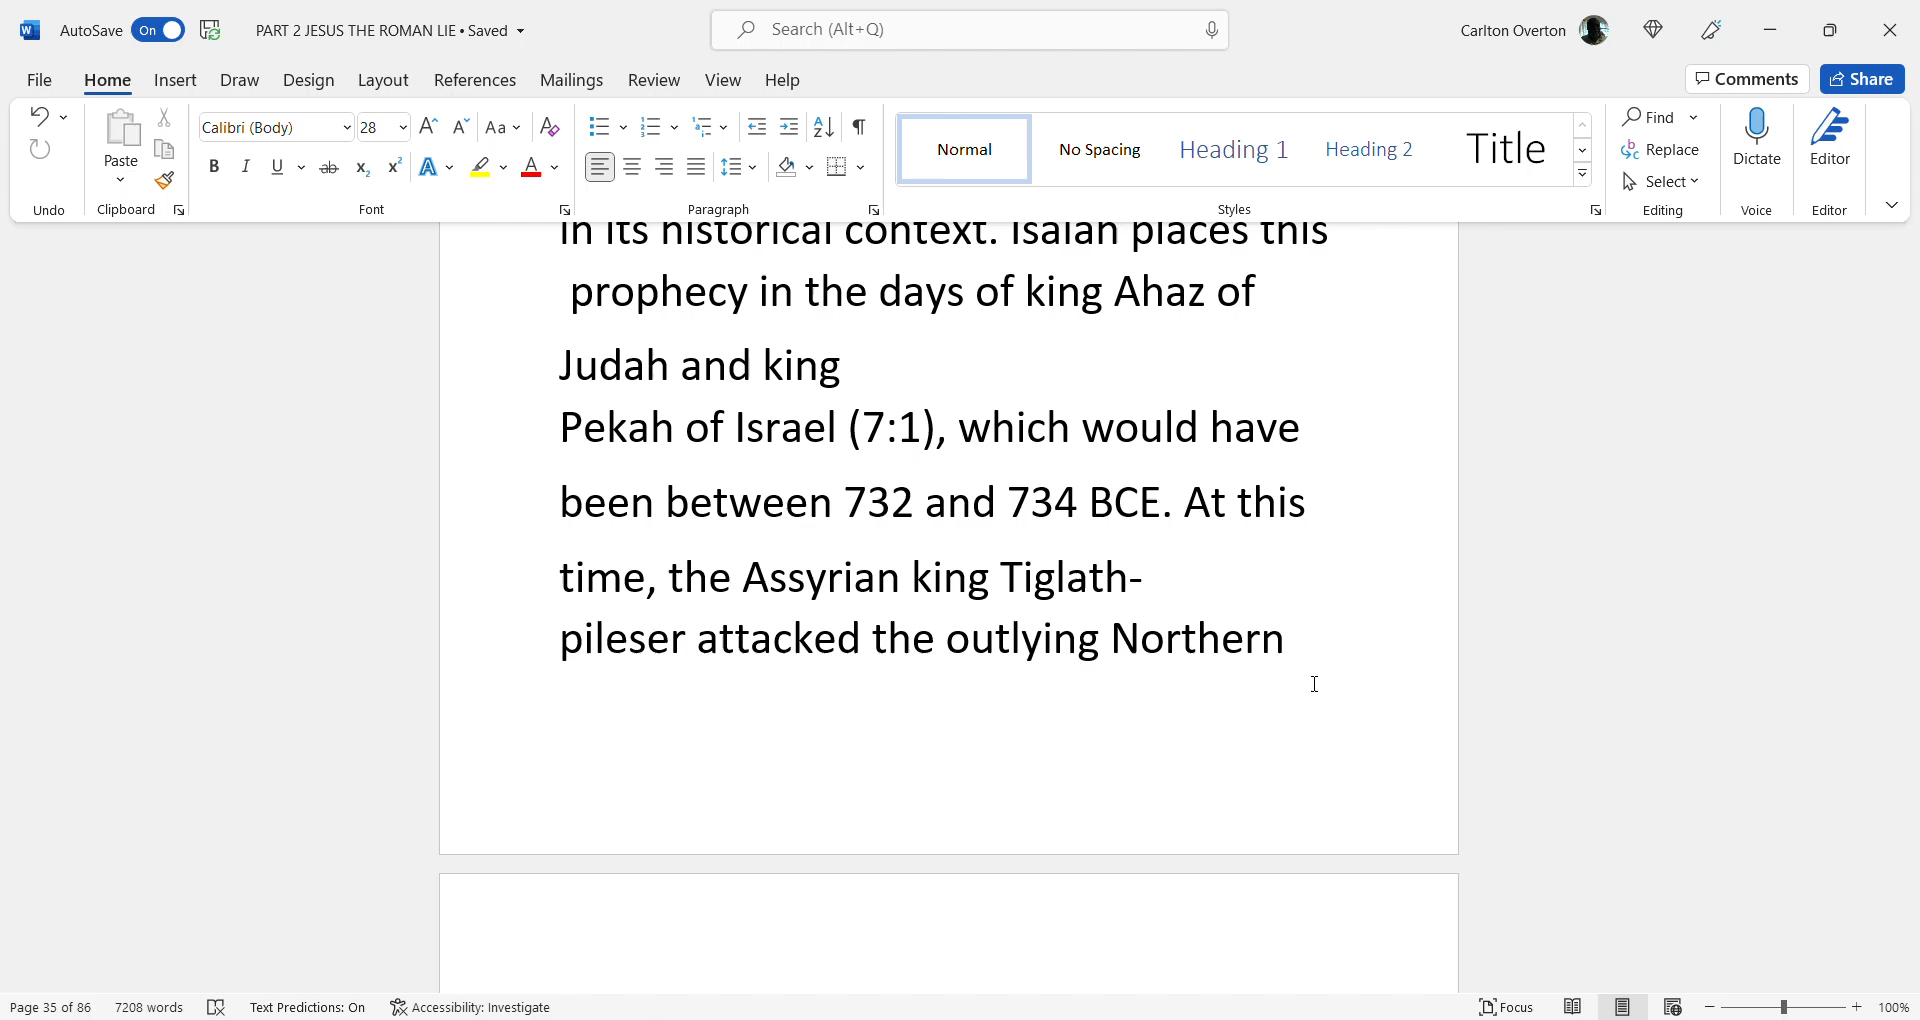 AutoSave On PART 2 JESUS THE ROMAN LIE • Saved Search (Alt+Q) Carlton Overton
File Home Insert Draw Design Layout References Mailings Review View Help Comments Share
Calibri (Body) 28 Aa
Paste
Normal No Spacing Heading 1 Heading 2 Title
Find
Replace
Select
Dictate Editor
Undo Clipboard Font Paragraph Styles Editing Voice Editor
in its historical context. Isaiah places this
prophecy in the days of king Ahaz of
Judah and king
Pekah of Israel (7:1), which would have
been between 732 and 734 BCE. At this
time, the Assyrian king Tiglath-
pileser attacked the outlying Northern
Page 35 of 86 7208 words Text Predictions: On Accessibility: Investigate Focus 100%